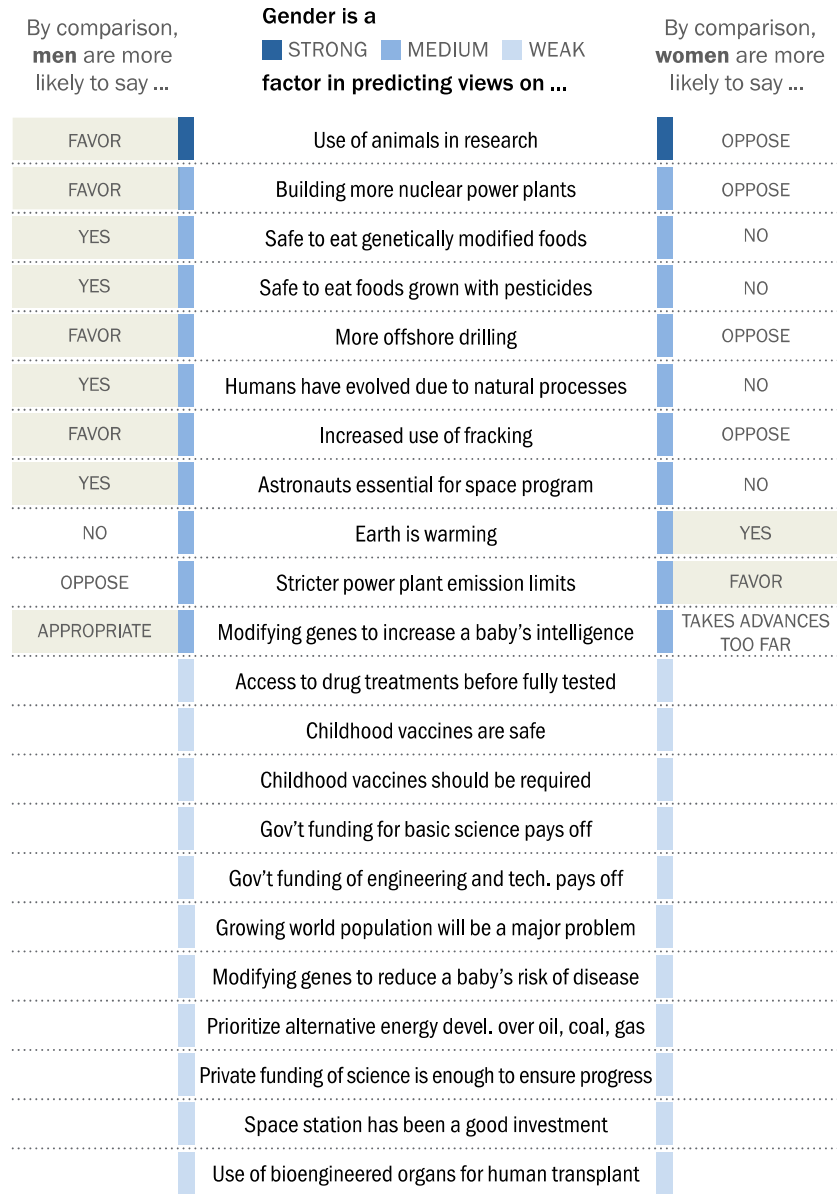 By comparison,
men are more
likely to say ...
Gender is a
STRONG MEDIUM WEAK
factor in predicting views on ...
By comparison,
women are more
likely to say ...
FAVOR Use of animals in research OPPOSE
FAVOR Building more nuclear power plants OPPOSE
YES Safe to eat genetically modified foods NO
YES Safe to eat foods grown with pesticides NO
FAVOR More offshore drilling OPPOSE
YES Humans have evolved due to natural processes NO
FAVOR Increased use of fracking OPPOSE
YES Astronauts essential for space program NO
NO Earth is warming YES
OPPOSE Stricter power plant emission limits FAVOR
APPROPRIATE Modifying genes to increase a baby's intelligence TAKES ADVANCES
TOO FAR
Access to drug treatments before fully tested
Childhood vaccines are safe
Childhood vaccines should be required
Gov't funding for basic science pays off
Gov't funding of engineering and tech. pays off
Growing world population will be a major problem
Modifying genes to reduce a baby's risk of disease
Prioritize alternative energy devel. over oil, coal, gas
Private funding of science is enough to ensure progress
Space station has been a good investment
Use of bioengineered organs for human transplant